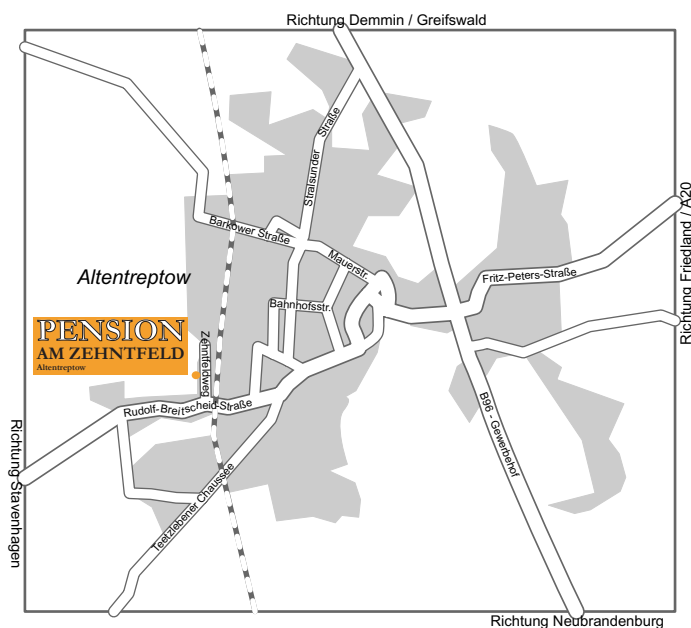 Richtung Demmin / Greifswald
Stralsunder Straße
Richtung Friedland / A20
Barkower Straße
Mauerstr.
Altentreptow
Fritz-Peters-Straße
Bahnhofsstr.
PENSION
AM ZEHNTFELD
Altentreptow
Zehntfeldweg
Rudolf-Breitscheid-Straße
B96 - Gewerbehof
Richtung Stavenhagen
Teetzlebener Chaussee
Richtung Neubrandenburg